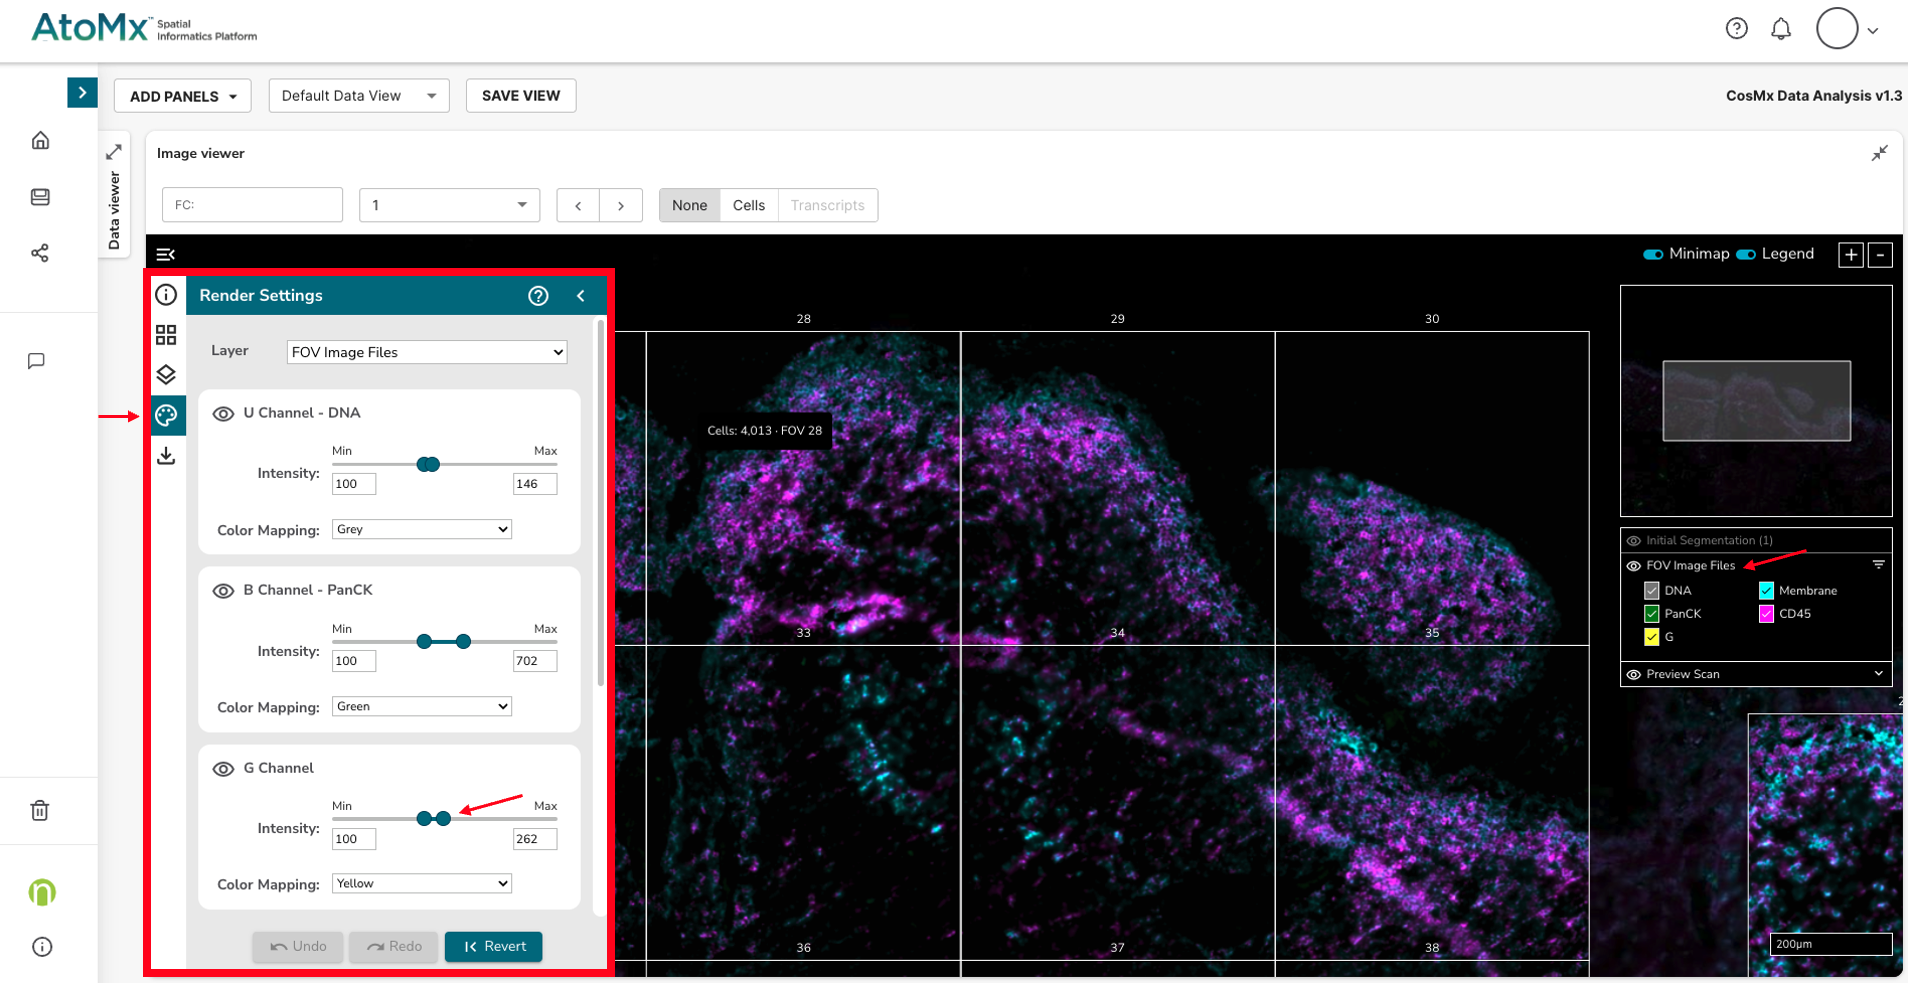 AtoMx™ Spatial
Informatics Platform
ADD PANELS
Default Data View
SAVE VIEW
CosMx Data Analysis v1.3
Data viewer
Image viewer
FC:
1
None
Cells
Transcripts
Minimap
Legend
+
-
Render Settings
Layer
FOV Image Files
U Channel - DNA
Min
Max
Intensity:
100
146
Color Mapping:
Grey
B Channel - PanCK
Min
Max
Intensity:
100
702
Color Mapping:
Green
G Channel
Min
Max
Intensity:
100
262
Color Mapping:
Yellow
Undo
Redo
Revert
28
29
30
Cells: 4,013 · FOV 28
33
34
35
36
37
38
Initial Segmentation (1)
FOV Image Files
DNA
Membrane
PanCK
CD45
G
Preview Scan
2
200µm